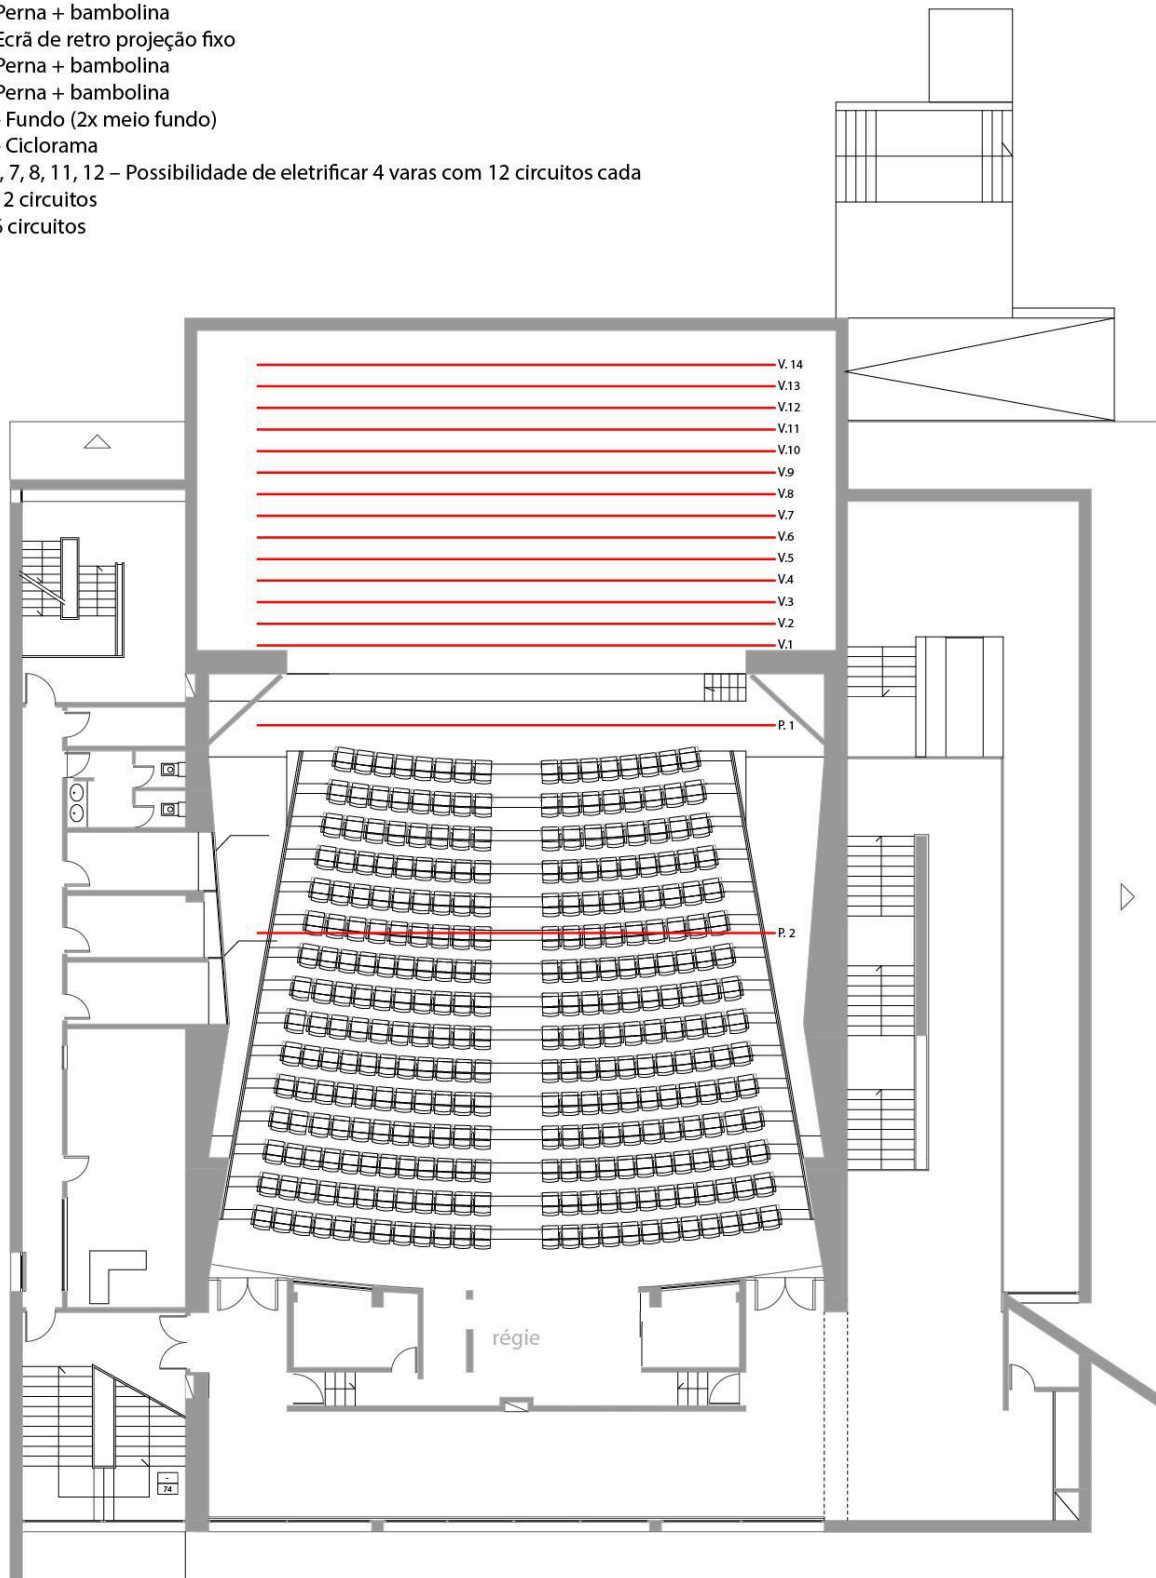 Perna + bambolina
Ecrã de retro projeção fixo
Perna + bambolina
Perna + bambolina
Fundo (2x meio fundo)
Ciclorama
, 7, 8, 11, 12 – Possibilidade de eletrificar 4 varas com 12 circuitos cada
2 circuitos
circuitos
V. 14
V.13
V.12
V.11
V.10
V.9
V.8
V.7
V.6
V.5
V.4
V.3
V.2
V.1
P. 1
P. 2
régie
-
74